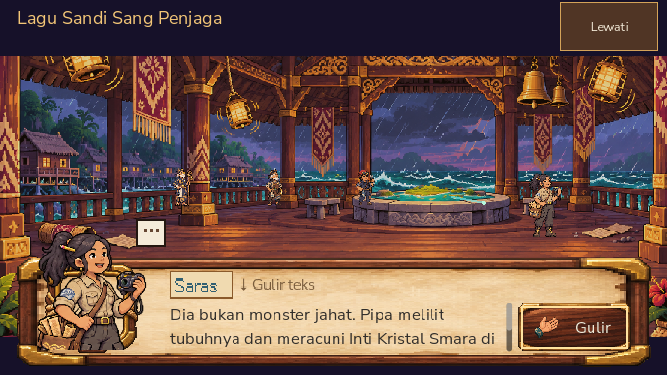 Lagu Sandi Sang Penjaga
Lewati
...
Saras ↓ Gulir teks
Dia bukan monster jahat. Pipa melilit
tubuhnya dan meracuni Inti Kristal Smara di
Gulir